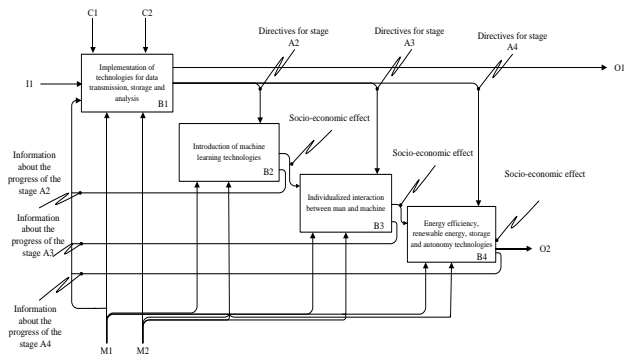 C1
C2
Directives for stage
A2
Directives for stage
A3
Directives for stage
A4
Implementation of
technologies for data
transmission, storage and
analysis
B1
O1
I1
Socio-economic effect
Introduction of machine
learning technologies
B2
Socio-economic effect
Information
about the
progress of the
stage A2
Individualized interaction
between man and machine
B3
Socio-economic effect
Information
about the
progress of the
stage A3
Energy efficiency,
renewable energy, storage
and autonomy technologies
B4
O2
Information
about the
progress of the
stage A4
M1
M2